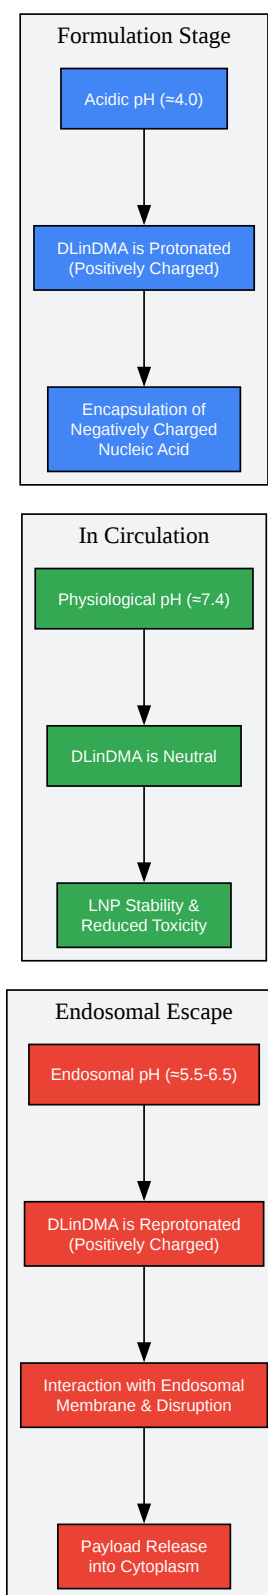 Formulation Stage
Acidic pH (≈4.0)
DLinDMA is Protonated
(Positively Charged)
Encapsulation of
Negatively Charged
Nucleic Acid
In Circulation
Physiological pH (≈7.4)
DLinDMA is Neutral
LNP Stability &
Reduced Toxicity
Endosomal Escape
Endosomal pH (≈5.5-6.5)
DLinDMA is Reprotonated
(Positively Charged)
Interaction with Endosomal
Membrane & Disruption
Payload Release
into Cytoplasm